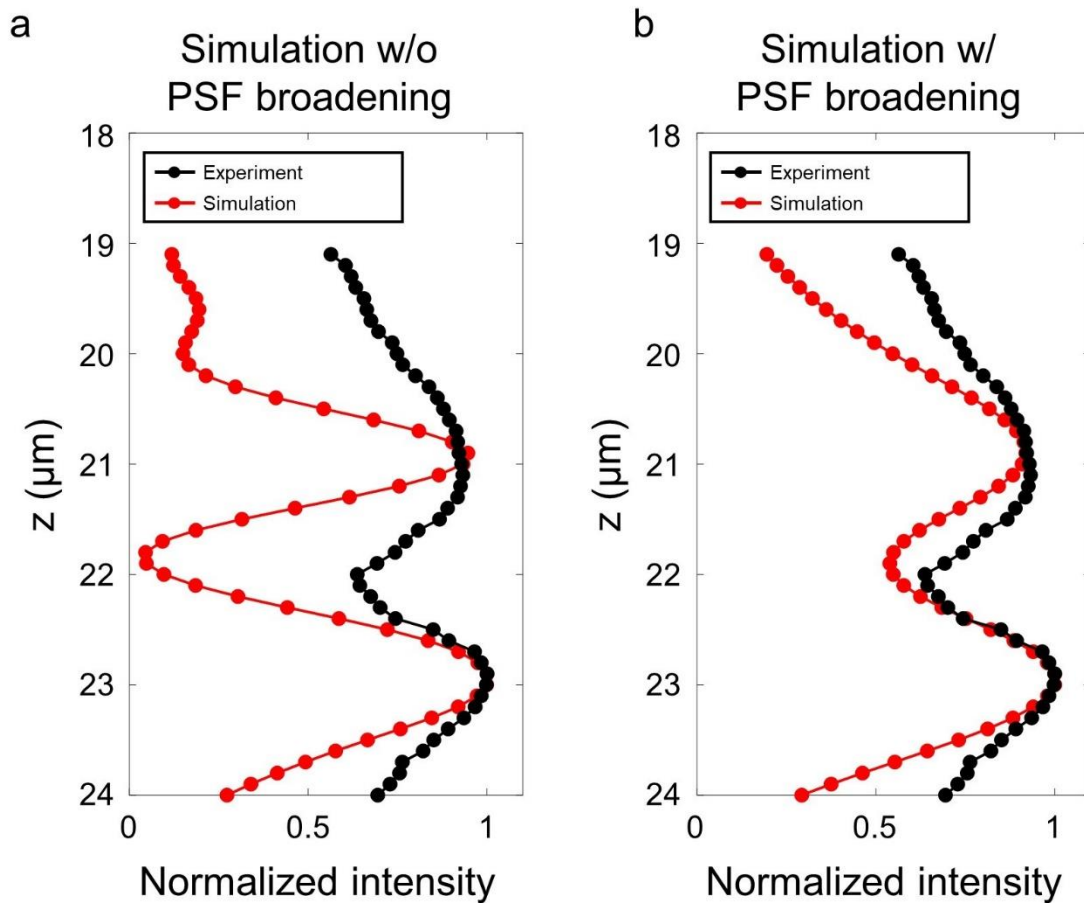 a
Simulation w/o
PSF broadening
18
19
20
21
22
23
24
z (μm)
Experiment
Simulation
0
0.5
1
Normalized intensity
b
Simulation w/
PSF broadening
18
19
20
21
22
23
24
z (μm)
Experiment
Simulation
0
0.5
1
Normalized intensity